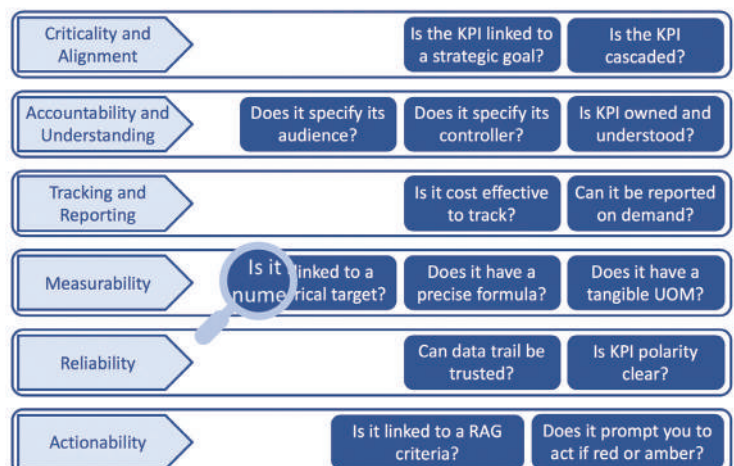 Criticality and
Alignment
Is the KPI linked to
a strategic goal?
Is the KPI
cascaded?
Accountability and
Understanding
Does it specify its
audience?
Does it specify its
controller?
Is KPI owned and
understood?
Tracking and
Reporting
Is it cost effective
to track?
Can it be reported
on demand?
Measurability
Is it linked to a
numerical target?
Does it have a
precise formula?
Does it have a
tangible UOM?
Reliability
Can data trail be
trusted?
Is KPI polarity
clear?
Actionability
Is it linked to a RAG
criteria?
Does it prompt you to
act if red or amber?